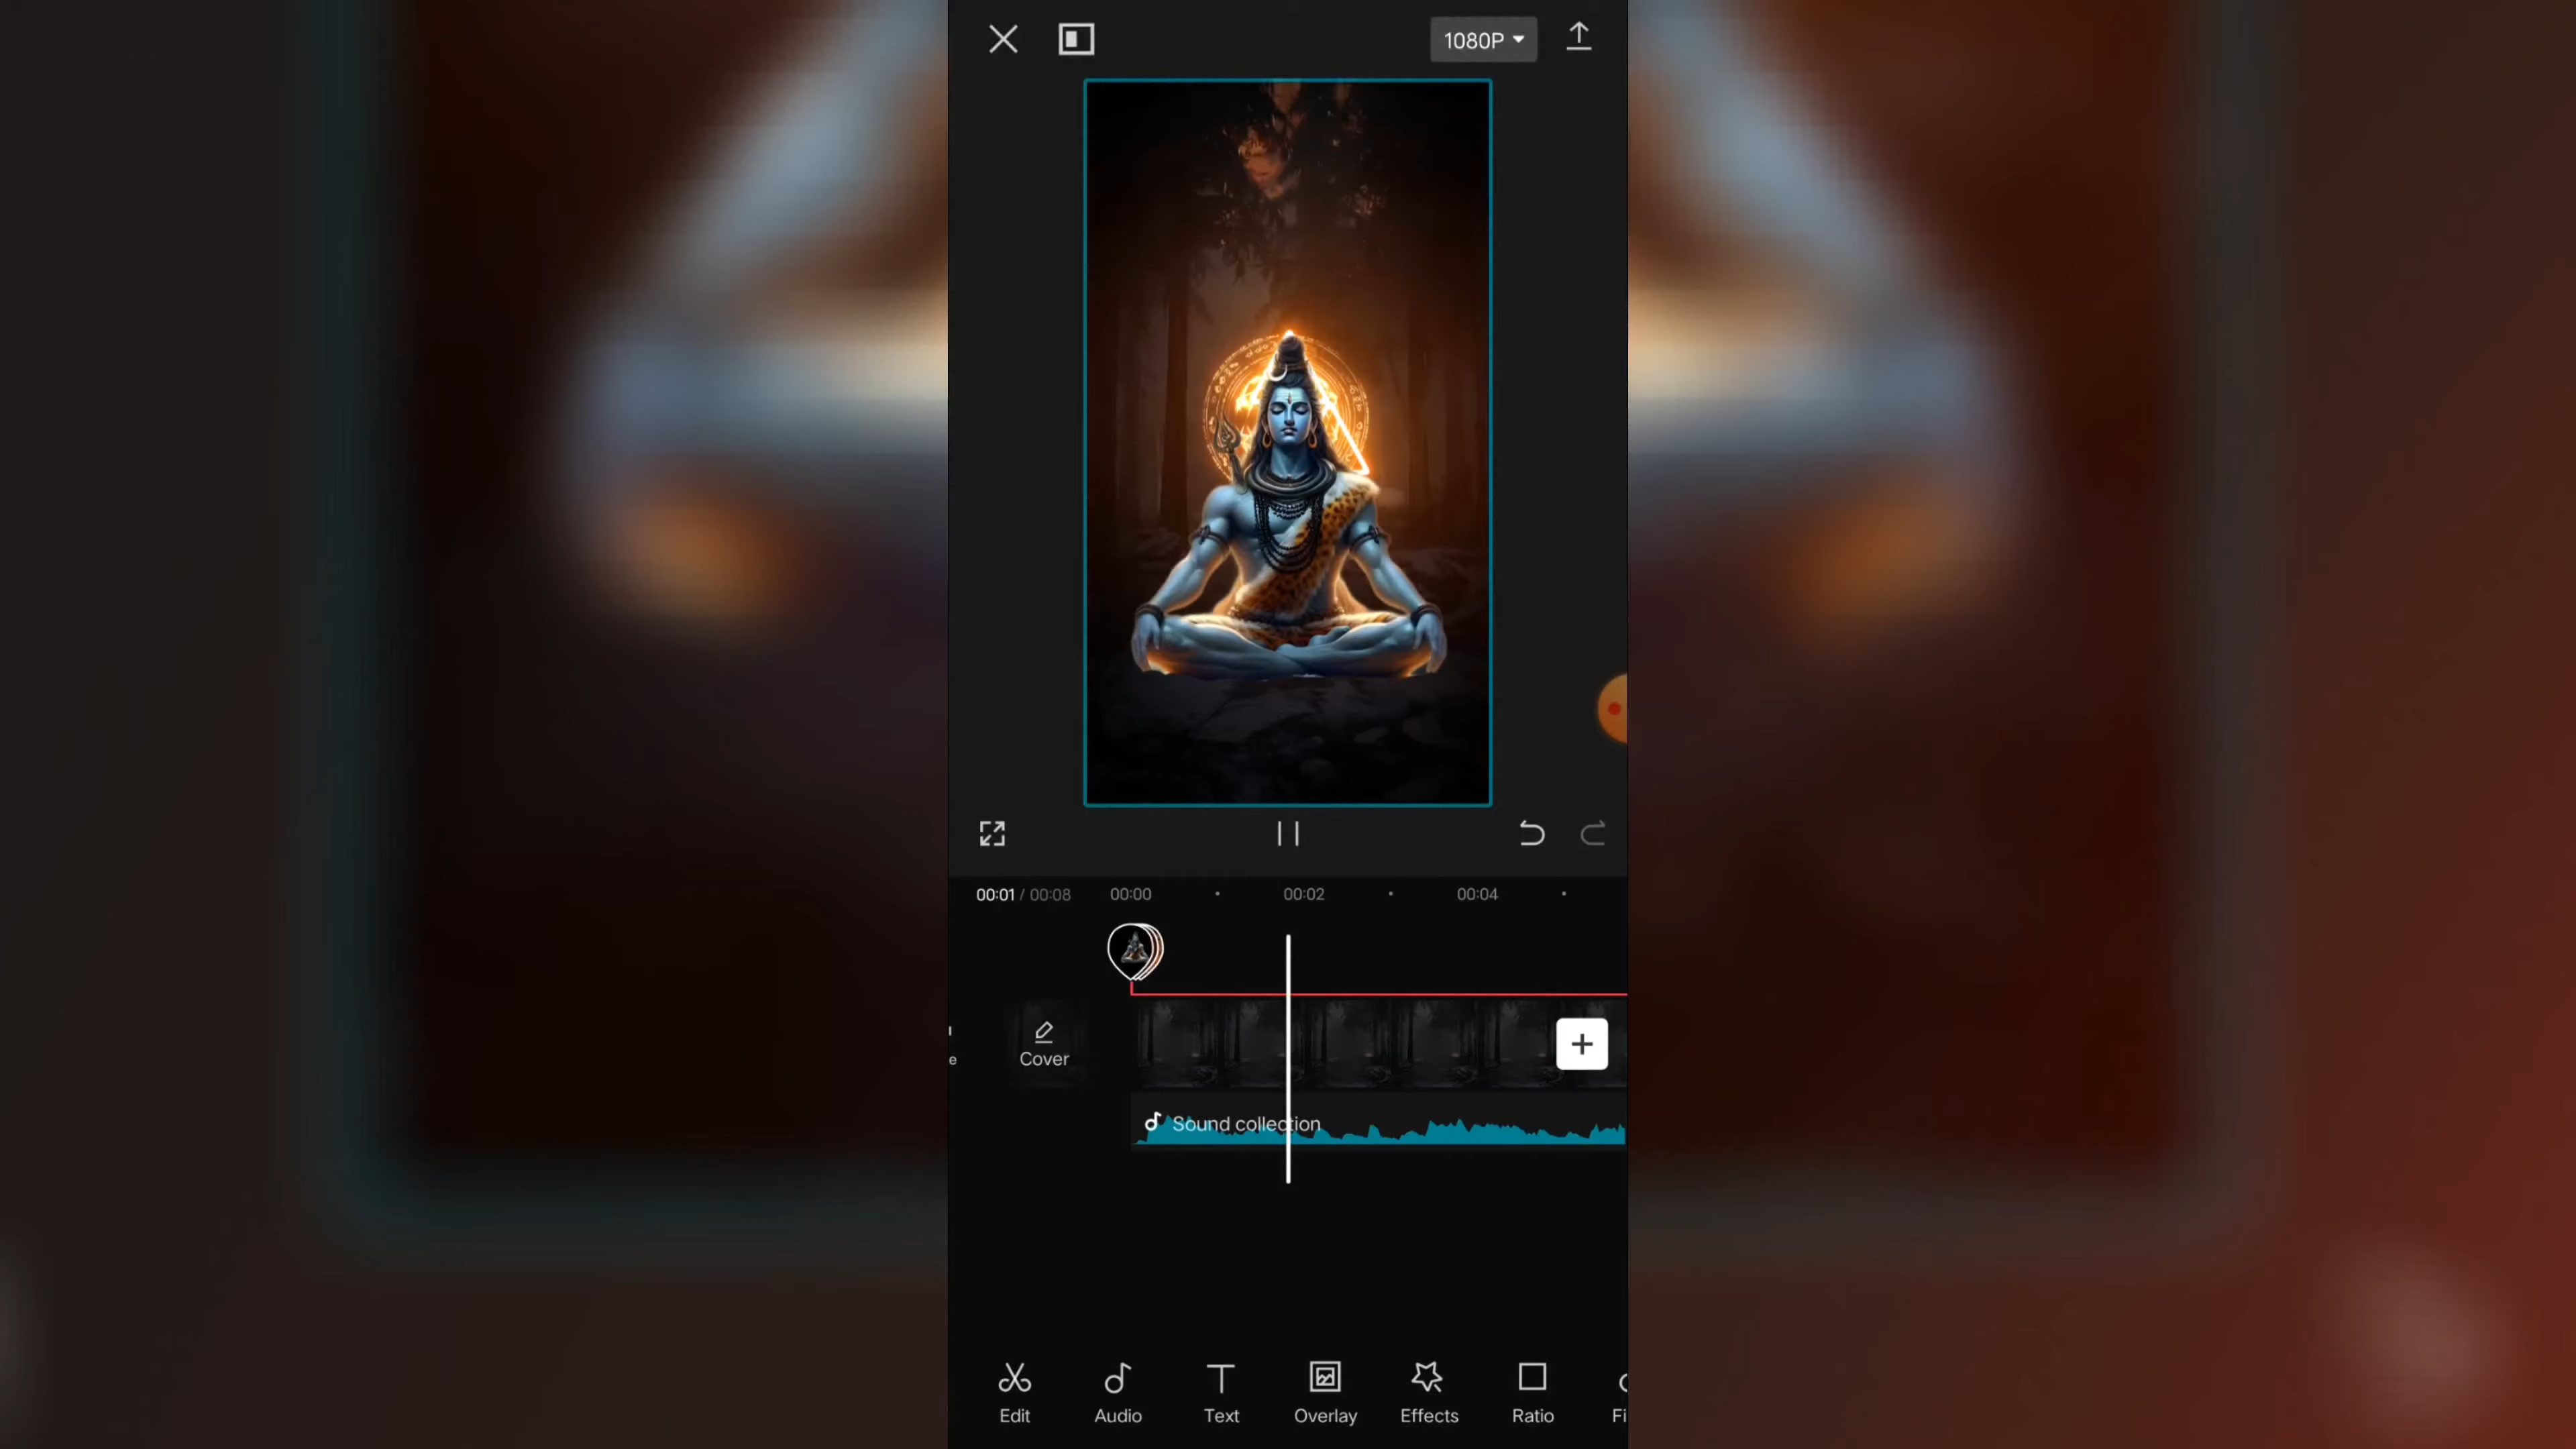 1080P
00:01 / 00:08 00:00 00:02 00:04
e
Cover
Sound collection
Edit Audio Text Overlay Effects Ratio Fi